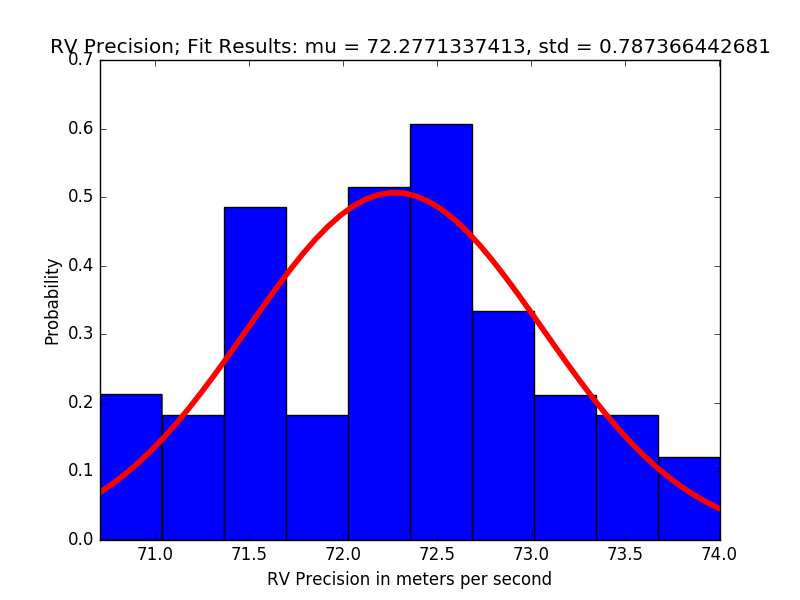 RV Precision; Fit Results: mu = 72.2771337413, std = 0.787366442681
0.7
0.6
0.5
0.4
0.3
0.2
0.1
0.0
Probability
71.0 71.5 72.0 72.5 73.0 73.5 74.0
RV Precision in meters per second